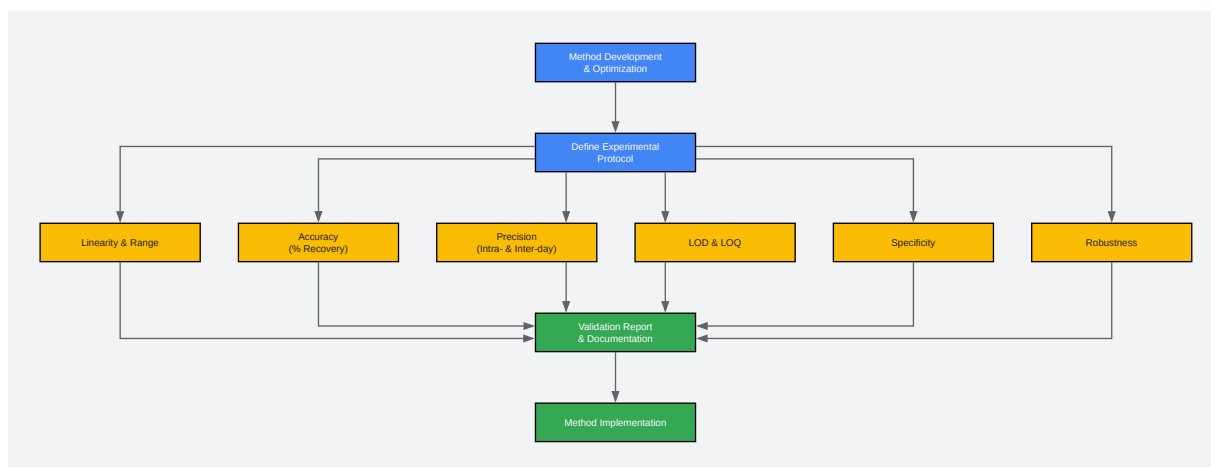 Method Development
& Optimization
Define Experimental
Protocol
Linearity & Range
Accuracy
(% Recovery)
Precision
(Intra- & Inter-day)
LOD & LOQ
Specificity
Robustness
Validation Report
& Documentation
Method Implementation